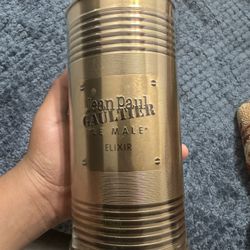 Jean Paul
GAULTIER
"LE MALE"
ELIXIR